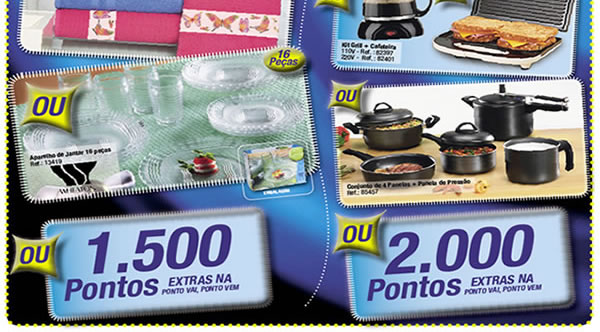 Kit Grill + Cafeteira
110V - Ref.: 82397
220V - Ref.: 82401
16
Peças
OU
Aparelho de Jantar 16 peças
Ref.: 13419
OU
Conjunto de 4 Panelas + Panela de Pressão
Ref.: 85457
OU
1.500
Pontos EXTRAS NA
PONTO VAI, PONTO VEM
OU
2.000
Pontos EXTRAS NA
PONTO VAI, PONTO VEM